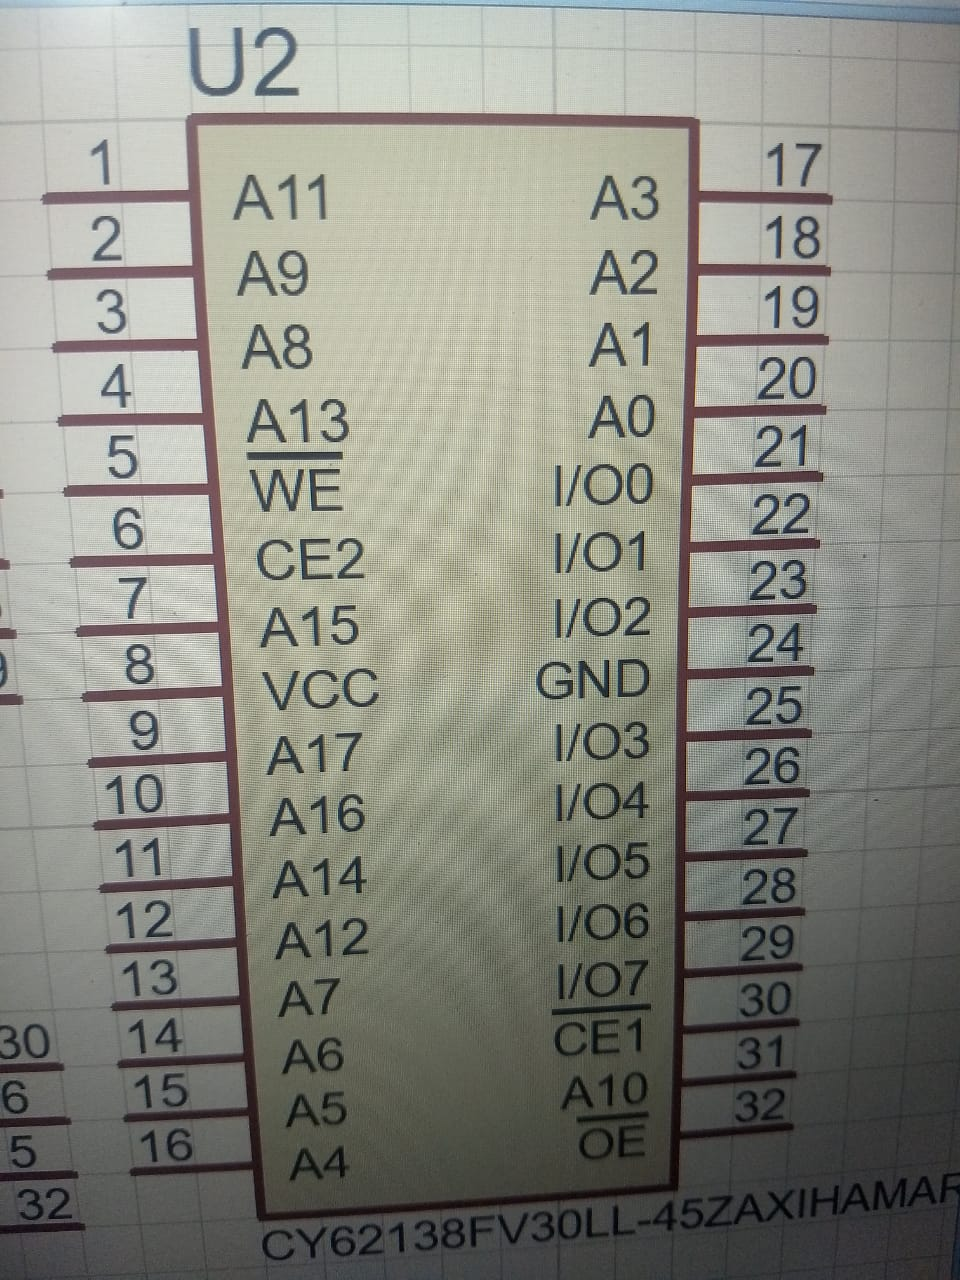 U2
1 A11 A3 17
2 A9 A2 18
3 A8 A1 19
4 A13 A0 20
5 WE I/O0 21
6 CE2 I/O1 22
7 A15 I/O2 23
8 VCC GND 24
9 A17 I/O3 25
10 A16 I/O4 26
11 A14 I/O5 27
12 A12 I/O6 28
13 A7 I/O7 29
14 A6 CE1 30
15 A5 A10 31
16 A4 OE 32
30
6
5
32
CY62138FV30LL-45ZAXIHAMAR